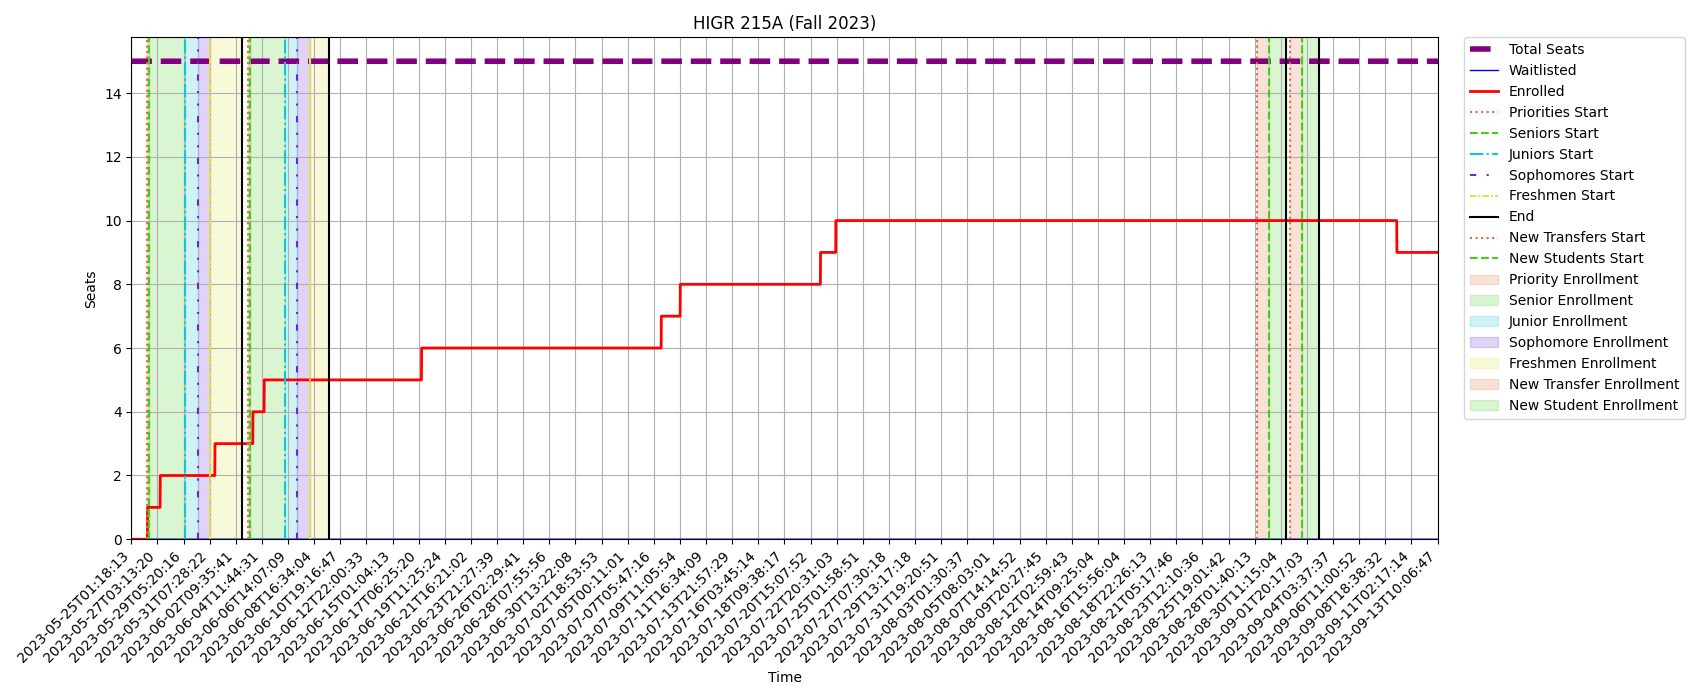 HIGR 215A (Fall 2023)
Seats
14
12
10
8
6
4
2
0
2023-05-25T01:18:13
2023-05-27T03:13:20
2023-05-29T05:20:16
2023-05-31T07:28:22
2023-06-02T09:35:41
2023-06-04T11:44:31
2023-06-06T14:07:09
2023-06-08T16:34:04
2023-06-10T19:16:47
2023-06-12T22:00:33
2023-06-15T01:04:13
2023-06-17T06:25:20
2023-06-19T11:25:24
2023-06-21T16:21:02
2023-06-23T21:27:39
2023-06-26T02:29:41
2023-06-28T07:55:56
2023-06-30T13:22:08
2023-07-02T18:53:53
2023-07-05T00:11:01
2023-07-07T05:47:16
2023-07-09T11:05:54
2023-07-11T16:34:09
2023-07-13T21:57:29
2023-07-16T03:45:14
2023-07-18T09:38:17
2023-07-20T15:07:52
2023-07-22T20:31:03
2023-07-25T01:58:51
2023-07-27T07:30:18
2023-07-29T13:17:18
2023-07-31T19:20:51
2023-08-03T01:30:37
2023-08-05T08:03:01
2023-08-07T14:14:52
2023-08-09T20:27:45
2023-08-12T02:59:43
2023-08-14T09:25:04
2023-08-16T15:56:04
2023-08-18T22:26:13
2023-08-21T05:17:46
2023-08-23T12:10:36
2023-08-25T19:01:42
2023-08-28T01:40:13
2023-08-30T11:15:04
2023-09-01T20:17:03
2023-09-04T03:37:37
2023-09-06T11:00:52
2023-09-08T18:38:32
2023-09-11T02:17:14
2023-09-13T10:06:47
Time
Total Seats
Waitlisted
Enrolled
Priorities Start
Seniors Start
Juniors Start
Sophomores Start
Freshmen Start
End
New Transfers Start
New Students Start
Priority Enrollment
Senior Enrollment
Junior Enrollment
Sophomore Enrollment
Freshmen Enrollment
New Transfer Enrollment
New Student Enrollment